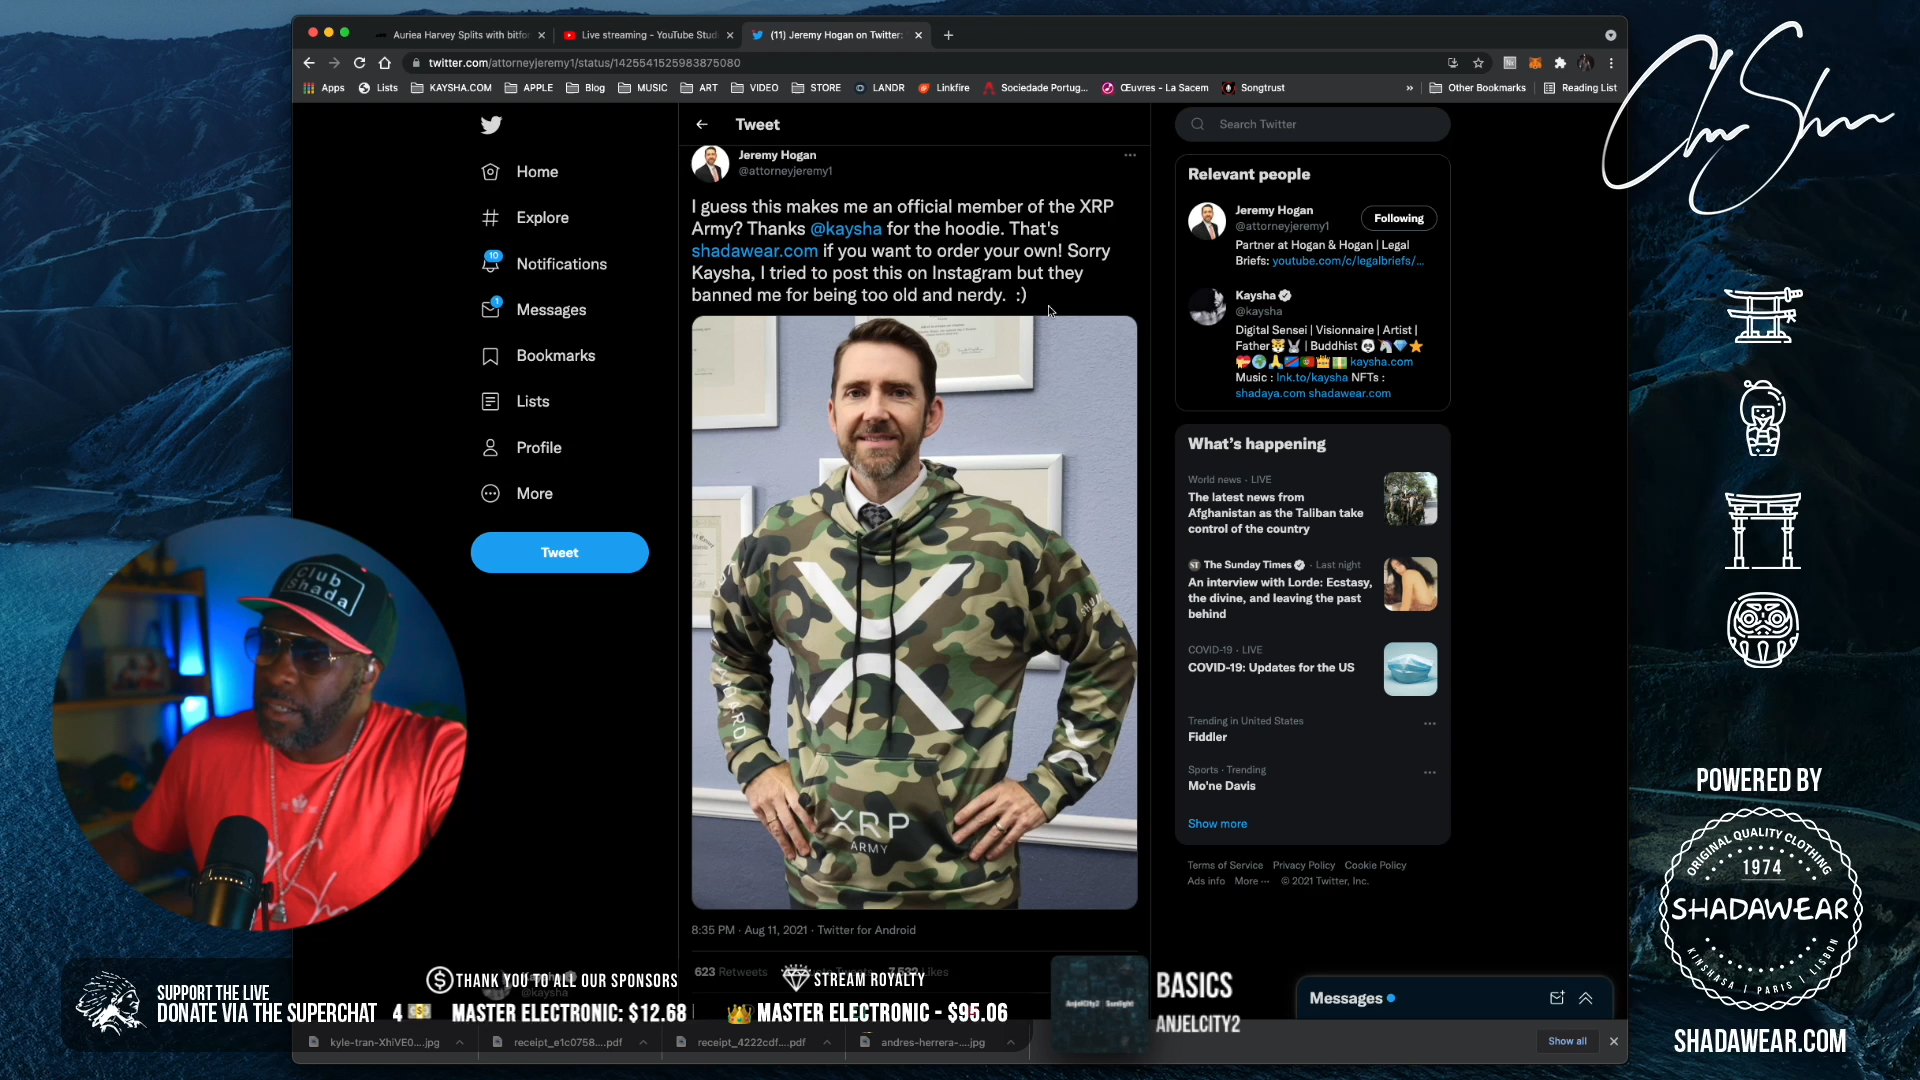 Auriea Harvey Splits with bitfor
Live streaming - YouTube Stud
(11) Jeremy Hogan on Twitter:
twitter.com/attorneyjeremy1/status/1425541525983875080
Apps
Lists
KAYSHA.COM
APPLE
Blog
MUSIC
ART
VIDEO
STORE
LANDR
Linkfire
Sociedade Portug...
Œuvres - La Sacem
Songtrust
»
Other Bookmarks
Reading List
Home
Explore
10
Notifications
1
Messages
Bookmarks
Lists
Profile
More
Tweet
Tweet
Jeremy Hogan
@attorneyjeremy1
I guess this makes me an official member of the XRP
Army? Thanks @kaysha for the hoodie. That's
shadawear.com if you want to order your own! Sorry
Kaysha, I tried to post this on Instagram but they
banned me for being too old and nerdy. :)
XRP
ARMY
8:35 PM · Aug 11, 2021 · Twitter for Android
623 Retweets
Likes
Search Twitter
Relevant people
Jeremy Hogan
@attorneyjeremy1
Following
Partner at Hogan & Hogan | Legal
Briefs: youtube.com/c/legalbriefs/...
Kaysha
@kaysha
Digital Sensei | Visionnaire | Artist |
Father🐯🐰 | Buddhist 🐼🦄💎⭐
💝🌍🙏🇨🇩🇵🇹👑💵 kaysha.com
Music : lnk.to/kaysha NFTs :
shadaya.com shadawear.com
What's happening
World news · LIVE
The latest news from
Afghanistan as the Taliban take
control of the country
The Sunday Times · Last night
An interview with Lorde: Ecstasy,
the divine, and leaving the past
behind
COVID-19 · LIVE
COVID-19: Updates for the US
Trending in United States
Fiddler
Sports · Trending
Mo'ne Davis
Show more
Terms of Service Privacy Policy Cookie Policy
Ads info More ··· © 2021 Twitter, Inc.
Messages
Club
Shada
POWERED BY
ORIGINAL QUALITY CLOTHING
1974
SHADAWEAR
KINSHASA | PARIS | LISBON
SHADAWEAR.COM
SUPPORT THE LIVE
DONATE VIA THE SUPERCHAT
THANK YOU TO ALL OUR SPONSORS
4 💵 MASTER ELECTRONIC: $12.68
STREAM ROYALTY
👑 MASTER ELECTRONIC - $95.06
AnjelCity2 Sunlight
BASICS
ANJELCITY2
kyle-tran-XhiVE0....jpg
receipt_e1c0758....pdf
receipt_4222cdf....pdf
andres-herrera-....jpg
Show all